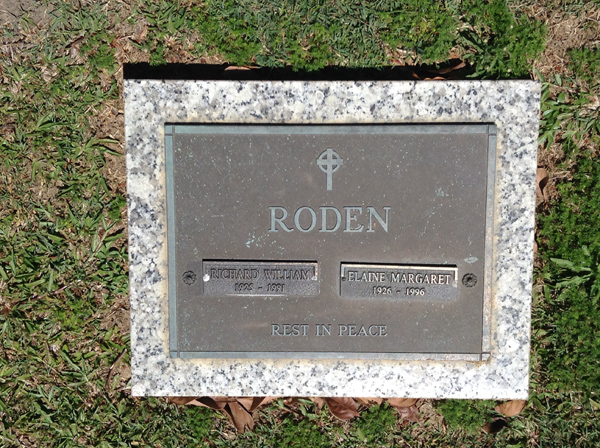 RODEN
RICHARD WILLIAM
ELAINE MARGARET
1926 - 1996
REST IN PEACE